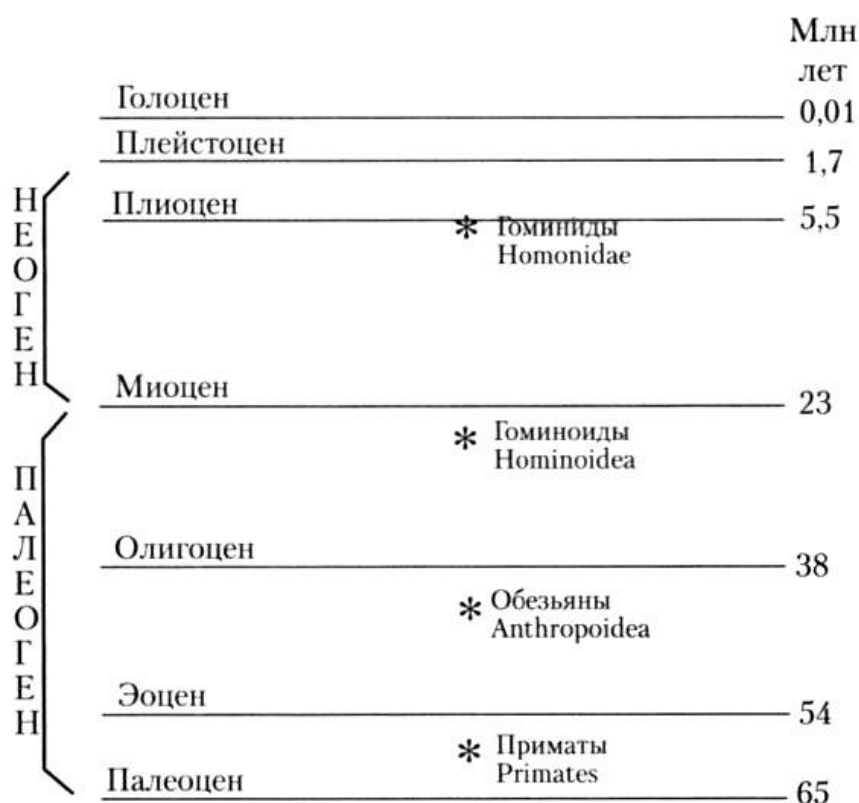 Млн
лет
Голоцен 0,01
Плейстоцен 1,7
НЕОГЕН
Плиоцен 5,5
* Гоминиды
Homonidae
Миоцен 23
ПАЛЕОГЕН
* Гоминоиды
Hominoidea
Олигоцен 38
* Обезьяны
Anthropoidea
Эоцен 54
* Приматы
Primates
Палеоцен 65